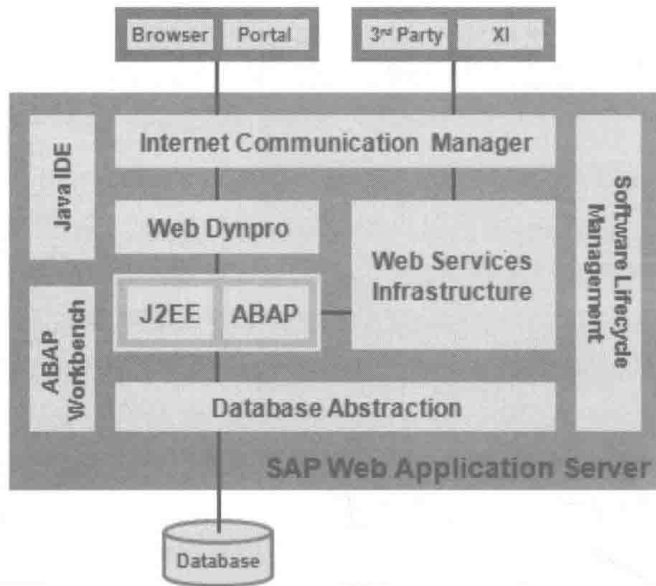 Browser Portal
3rd Party XI
Internet Communication Manager
Java IDE
Web Dynpro
Web Services
Infrastructure
Software Lifecycle
Management
J2EE ABAP
ABAP
Workbench
Database Abstraction
SAP Web Application Server
Database